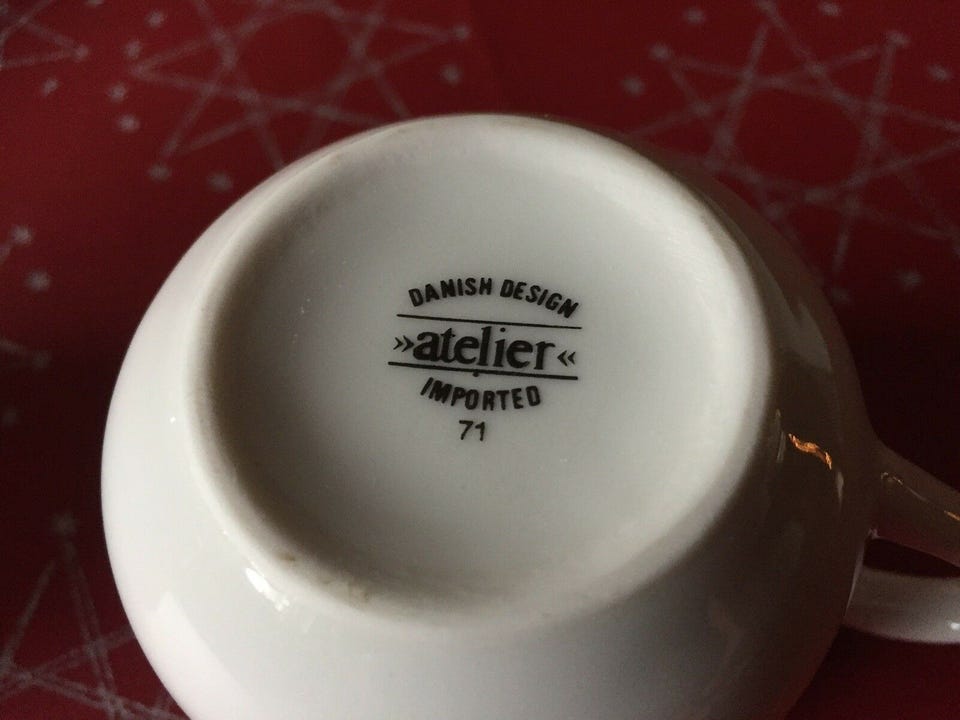 DANISH DESIGN
»atelier«
IMPORTED
71